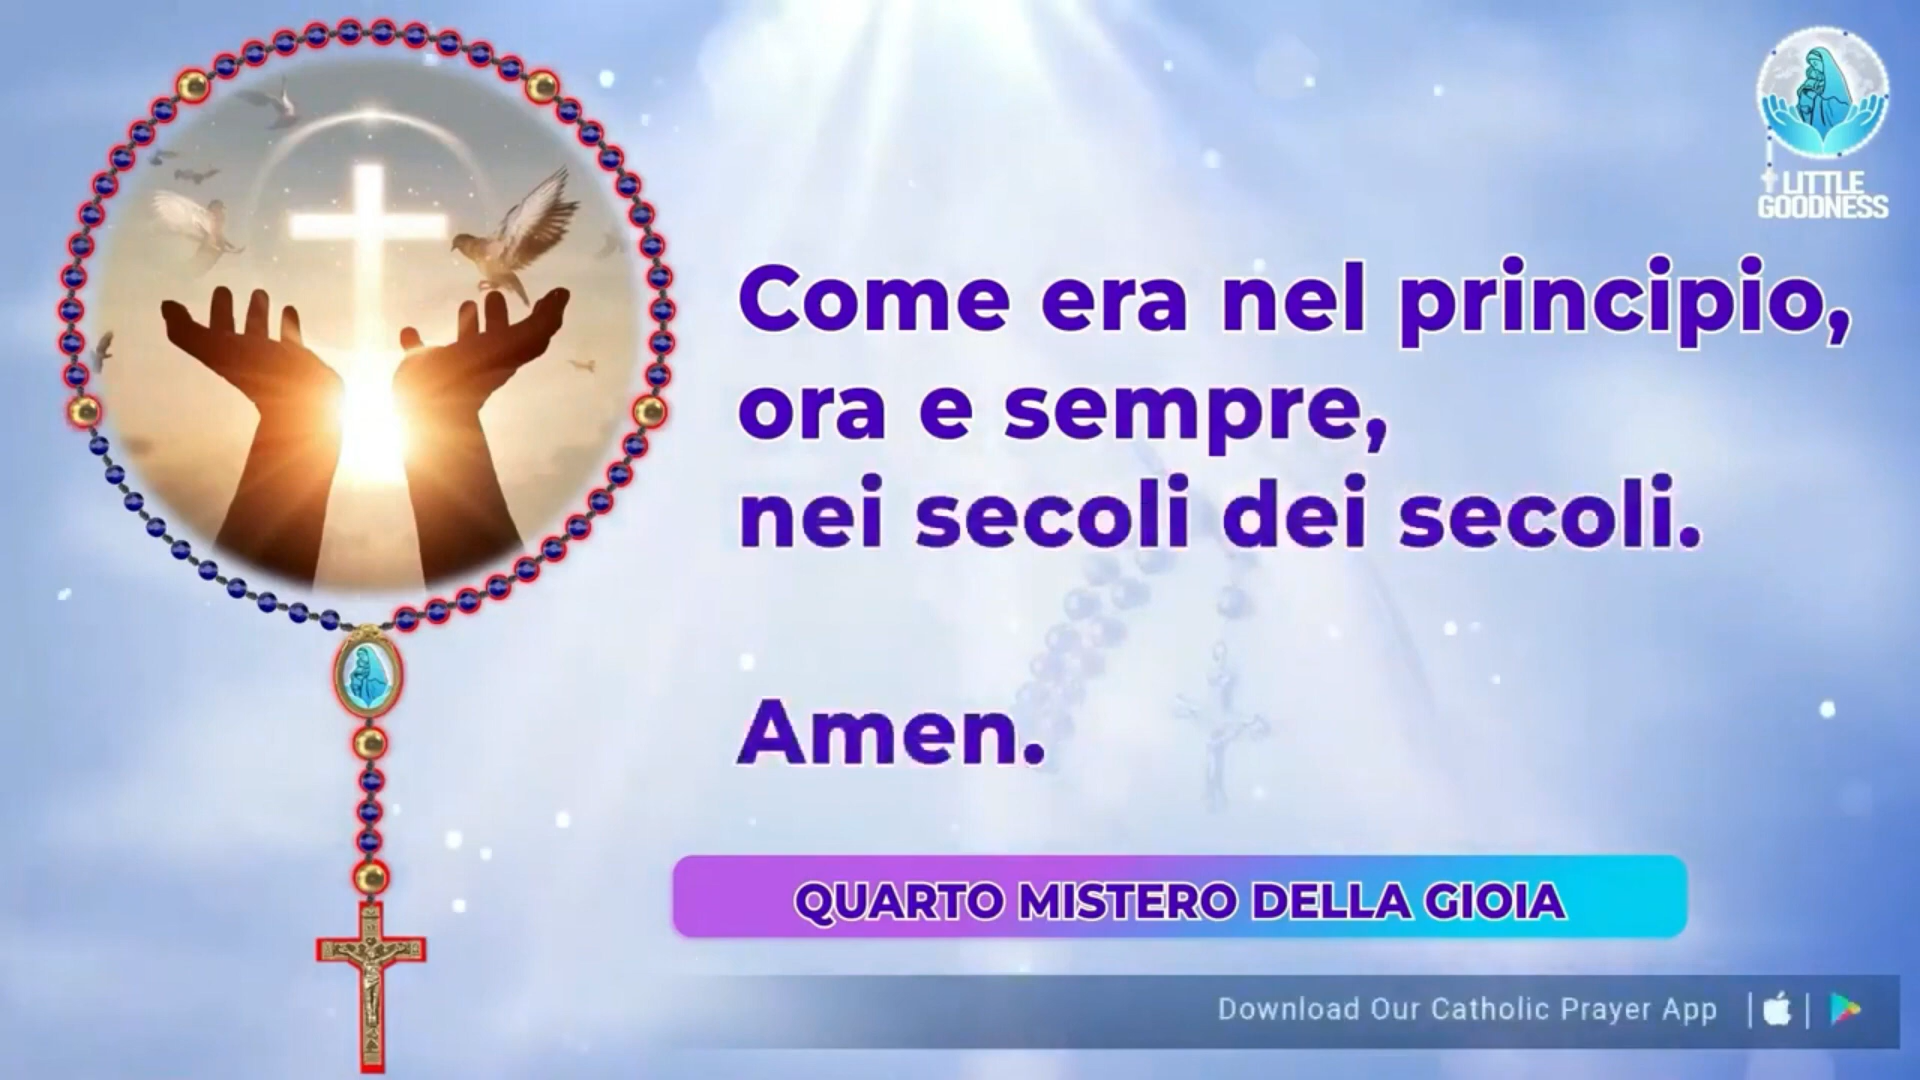 LITTLE
GOODNESS
Come era nel principio,
ora e sempre,
nei secoli dei secoli.
Amen.
QUARTO MISTERO DELLA GIOIA
Download Our Catholic Prayer App